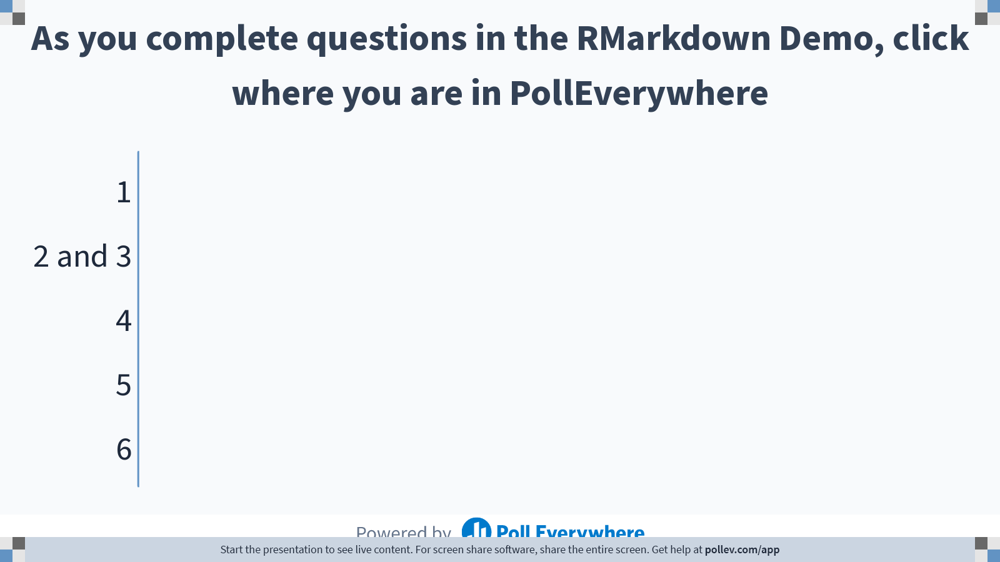 As you complete questions in the RMarkdown Demo, click
where you are in PollEverywhere
1
2 and 3
4
5
6
Powered by Poll Everywhere
Start the presentation to see live content. For screen share software, share the entire screen. Get help at pollev.com/app